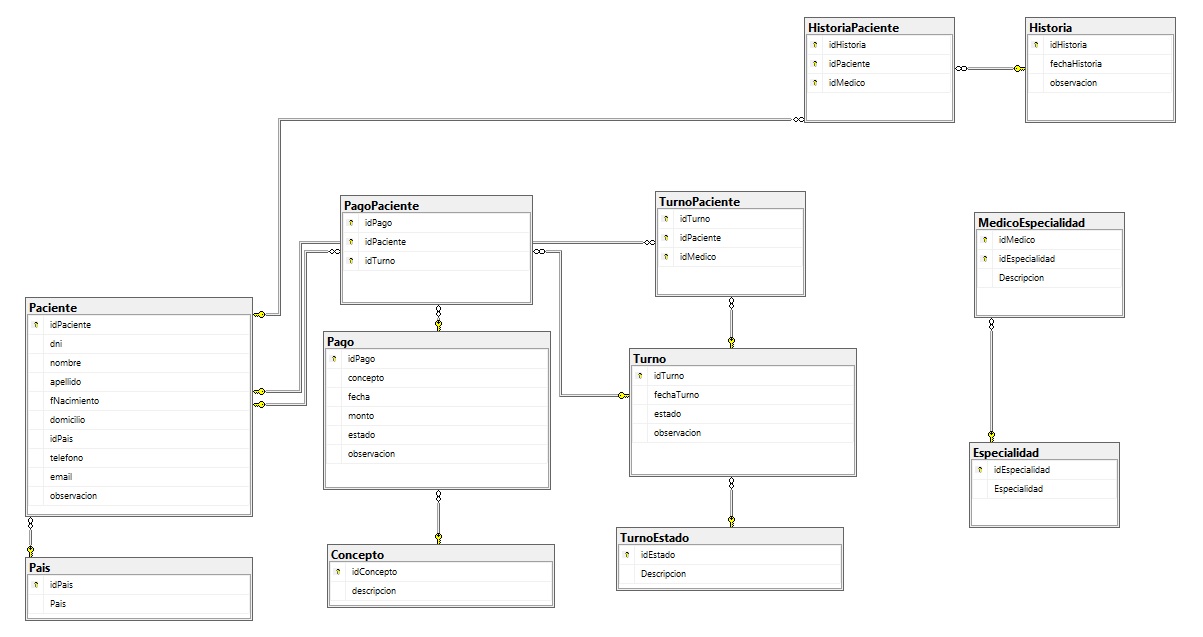 HistoriaPaciente
idHistoria
idPaciente
idMedico
Historia
idHistoria
fechaHistoria
observacion
PagoPaciente
idPago
idPaciente
idTurno
TurnoPaciente
idTurno
idPaciente
idMedico
MedicoEspecialidad
idMedico
idEspecialidad
Descripcion
Paciente
idPaciente
dni
nombre
apellido
fNacimiento
domicilio
idPais
telefono
email
observacion
Pago
idPago
concepto
fecha
monto
estado
observacion
Turno
idTurno
fechaTurno
estado
observacion
Especialidad
idEspecialidad
Especialidad
Pais
idPais
Pais
Concepto
idConcepto
descripcion
TurnoEstado
idEstado
Descripcion